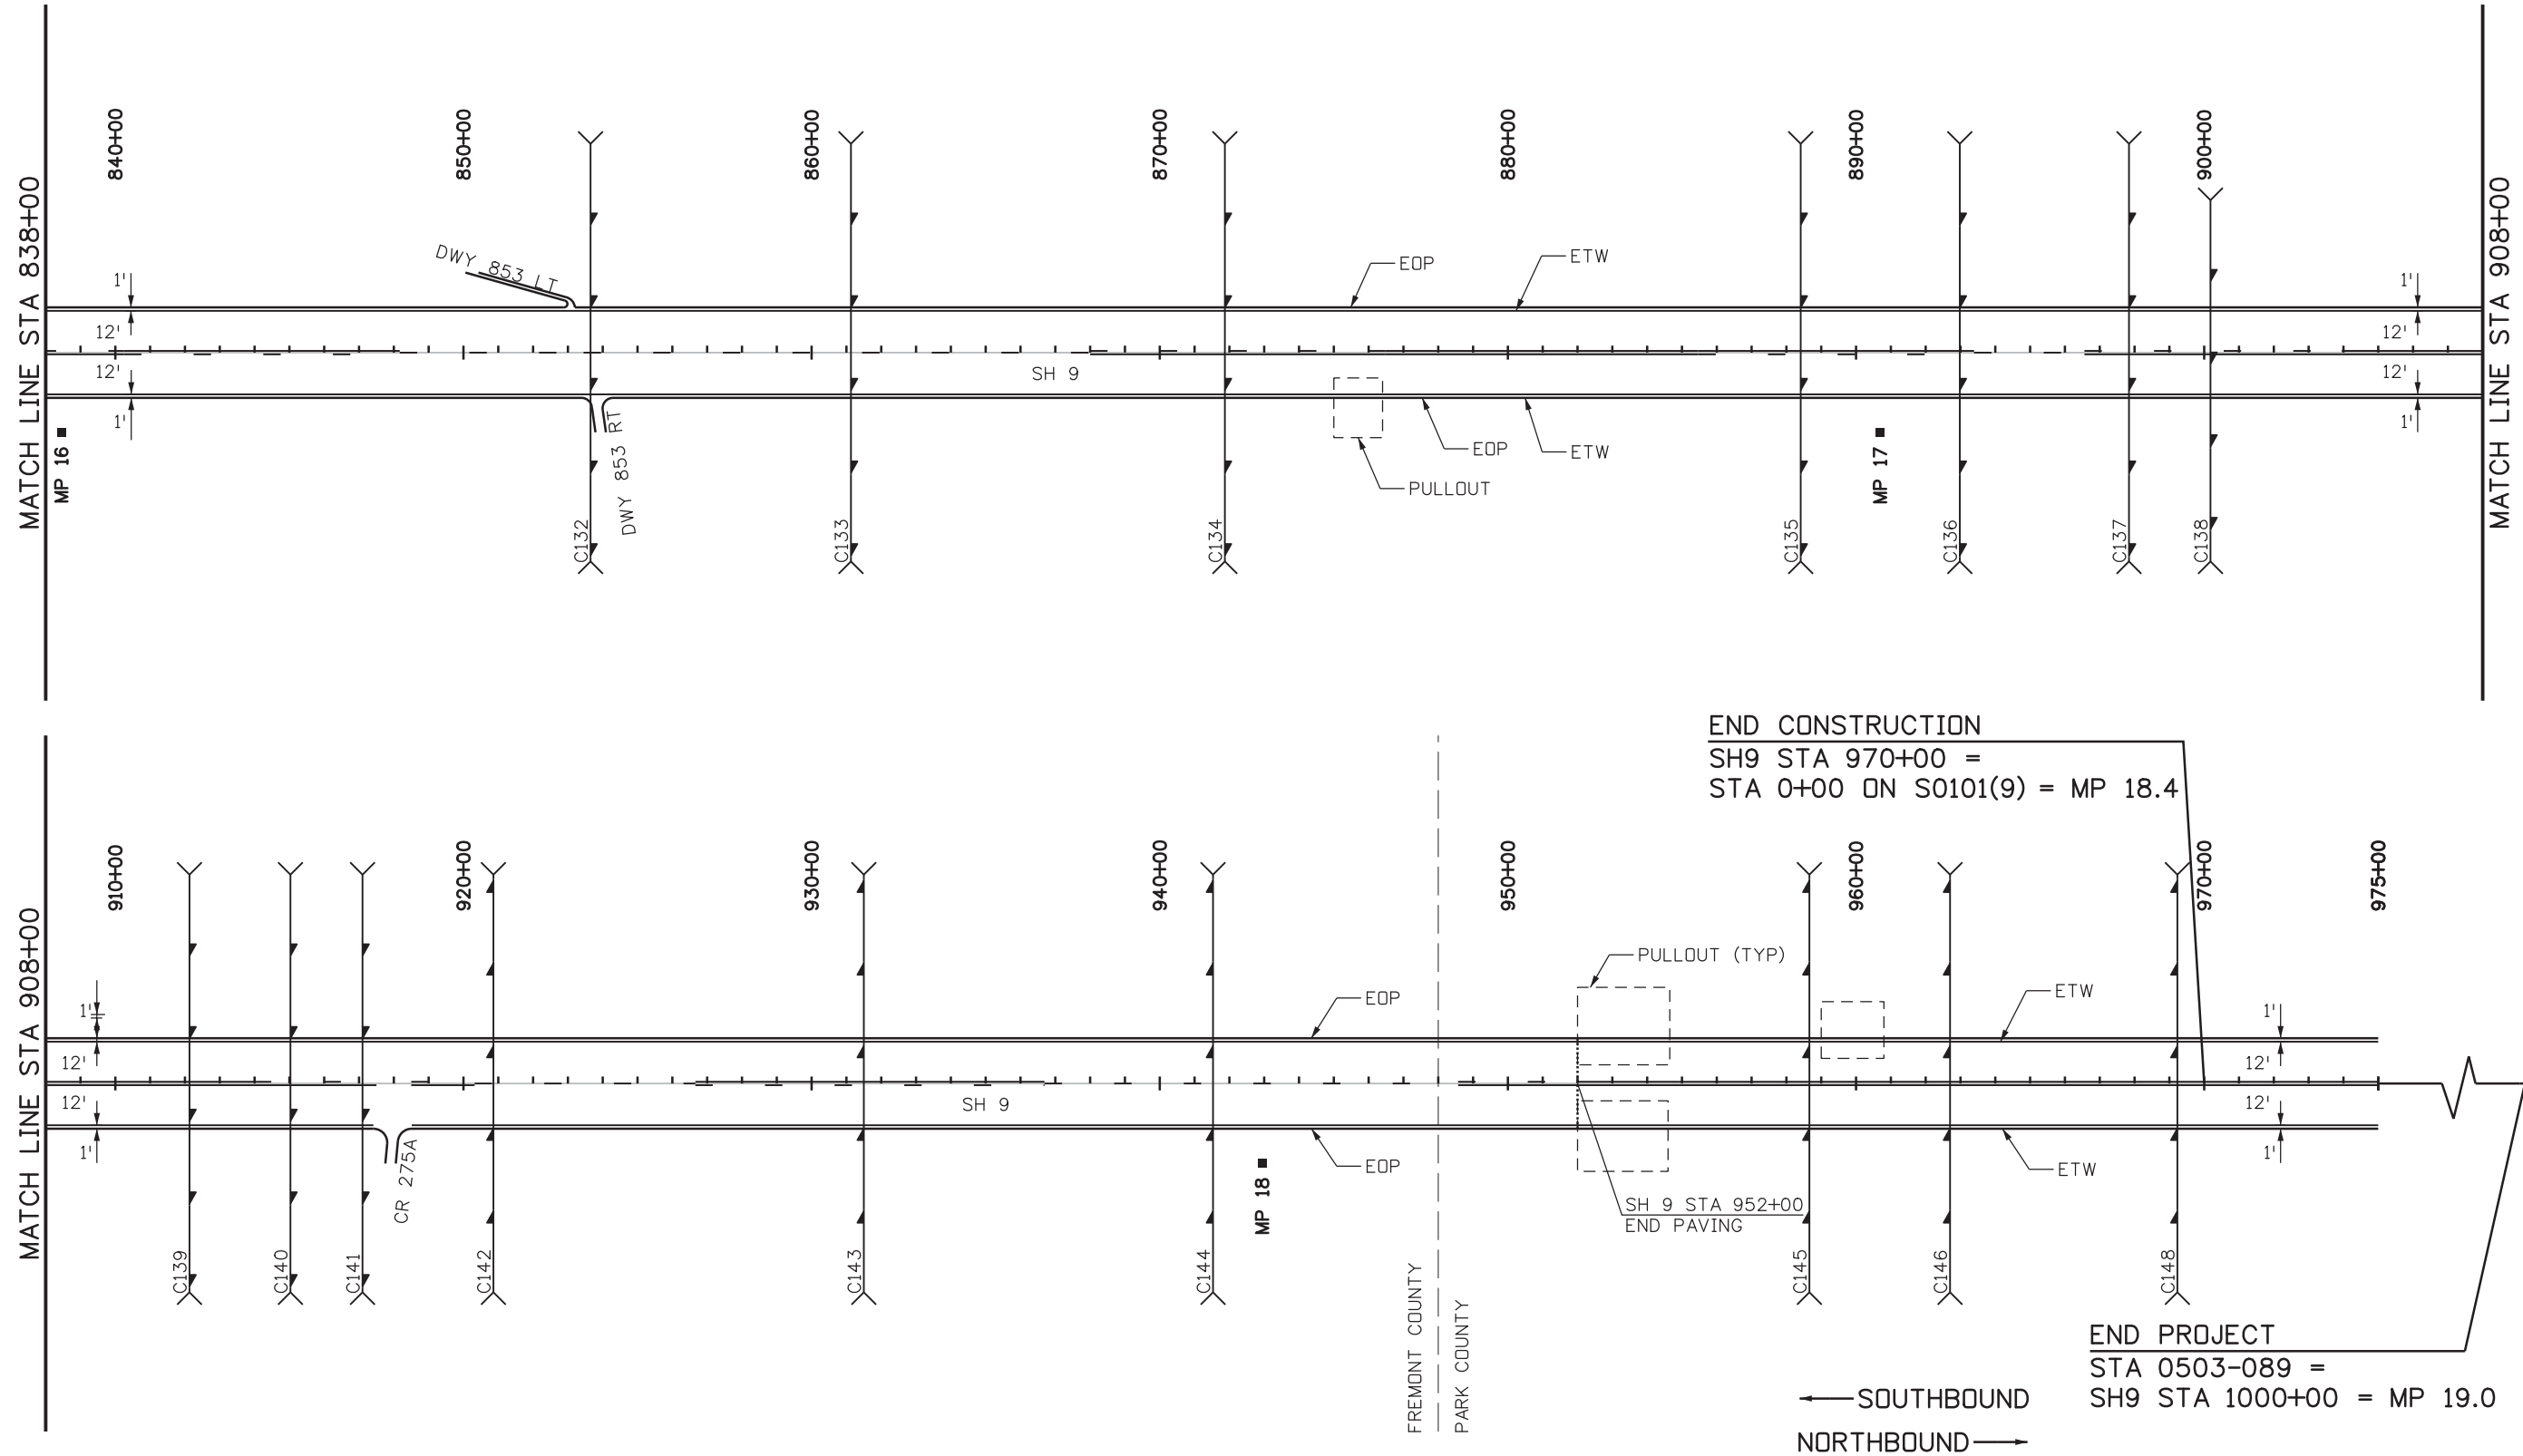 MATCH LINE STA 838+00
840+00
850+00
860+00
870+00
880+00
890+00
900+00
MATCH LINE STA 908+00
DWY 853 LT
EOP
ETW
1'
1'
12'
12'
12'
SH 9
12'
1'
1'
MP 16
DWY 853 RT
EOP
ETW
PULLOUT
MP 17
C132
C133
C134
C135
C136
C137
C138
END CONSTRUCTION
SH9 STA 970+00 =
STA 0+00 ON S0101(9) = MP 18.4
MATCH LINE STA 908+00
910+00
920+00
930+00
940+00
950+00
960+00
970+00
975+00
PULLOUT (TYP)
EOP
ETW
1'
1'
12'
12'
12'
SH 9
12'
1'
1'
CR 275A
EOP
ETW
MP 18
SH 9 STA 952+00
END PAVING
C139
C140
C141
C142
C143
C144
C145
C146
C148
FREMONT COUNTY
PARK COUNTY
END PROJECT
STA 0503-089 =
SH9 STA 1000+00 = MP 19.0
SOUTHBOUND
NORTHBOUND